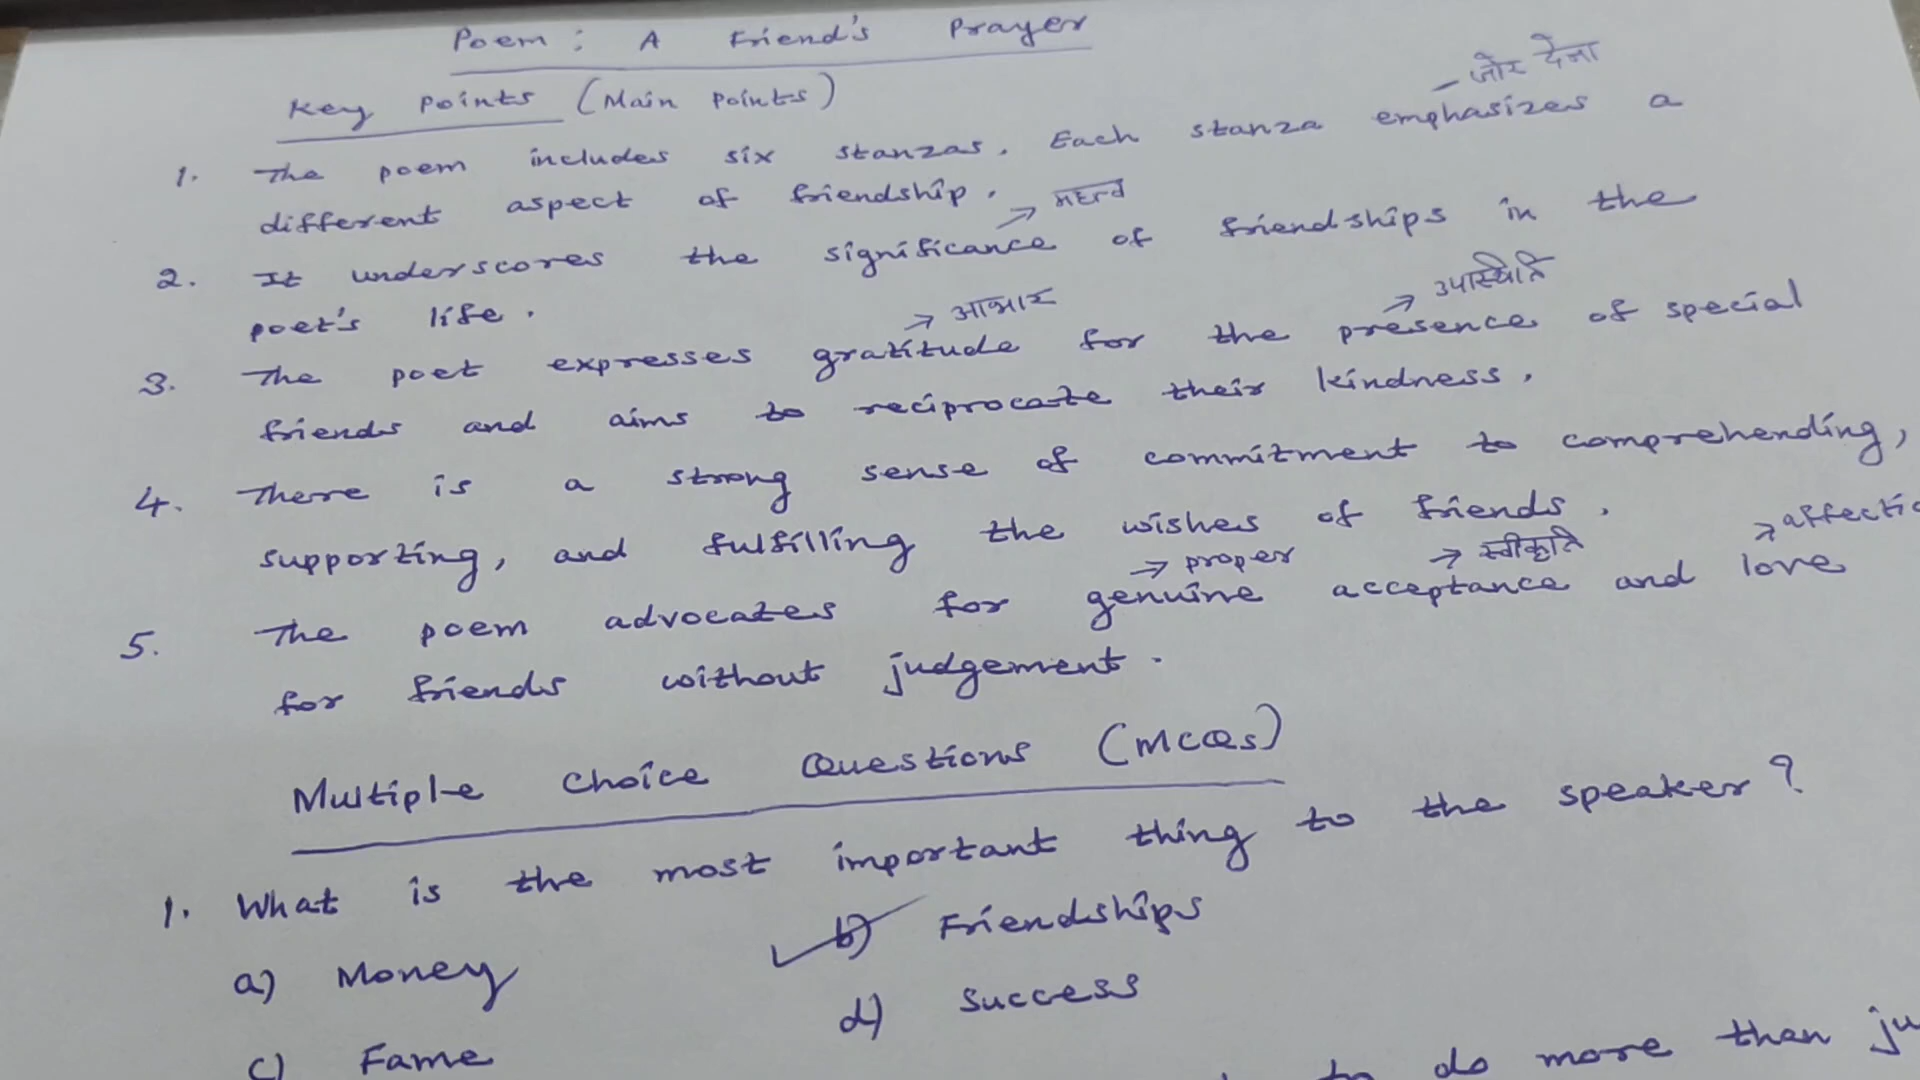 Poem : A Friend's Prayer
Key Points (Main Points)
- जोर देना
1. The poem includes six stanzas. Each stanza emphasizes a
different aspect of friendship.
→ महत्व
2. It underscores the significance of friendships in the
poet's life.
→ आभार → उपस्थिति
3. The poet expresses gratitude for the presence of special
friends and aims to reciprocate their kindness.
4. There is a strong sense of commitment to comprehending,
supporting, and fulfilling the wishes of friends.
→ proper → स्वीकृति → affectio
5. The poem advocates for genuine acceptance and love
for friends without judgement.
Multiple Choice Questions (MCQs)
1. What is the most important thing to the speaker?
a) Money b) Friendships
c) Fame d) Success
to do more than ju